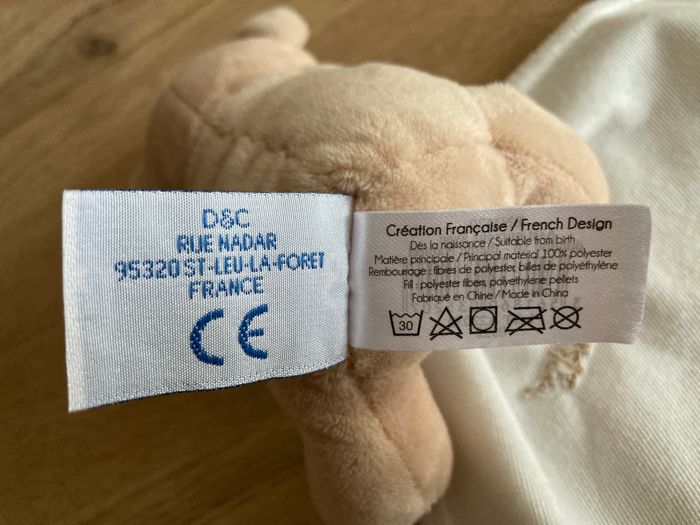 D&C
RUE NADAR
95320 ST-LEU-LA-FORET
FRANCE
CE
Création Française / French Design
Dès la naissance / Suitable from birth
Matière principale / Principal material 100% polyester
Rembourrage : fibres de polyester, billes de polyéthylène
Fill : polyester fibers, polyethylene pellets
Fabriqué en Chine / Made in China
30